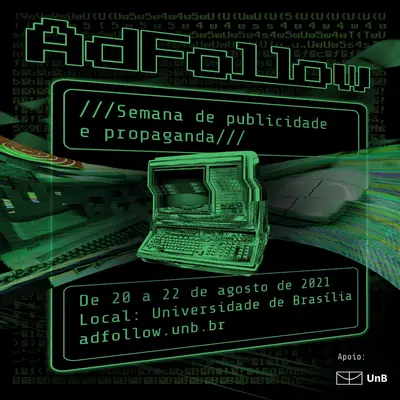 AdFollow
///Semana de publicidade
e propaganda///
De 20 a 22 de agosto de 2021
Local: Universidade de Brasília
adfollow.unb.br
Apoio:
UnB